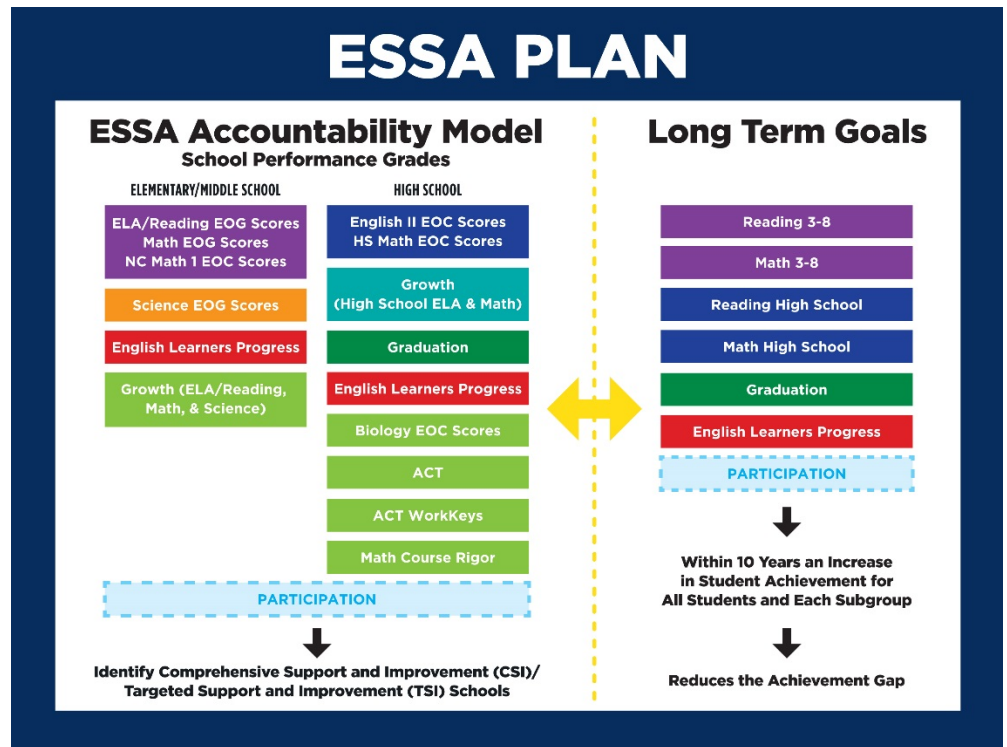 ESSA PLAN
ESSA Accountability Model
School Performance Grades
ELEMENTARY/MIDDLE SCHOOL
ELA/Reading EOG Scores
Math EOG Scores
NC Math 1 EOC Scores
Science EOG Scores
English Learners Progress
Growth (ELA/Reading,
Math, & Science)
HIGH SCHOOL
English II EOC Scores
HS Math EOC Scores
Growth
(High School ELA & Math)
Graduation
English Learners Progress
Biology EOC Scores
ACT
ACT WorkKeys
Math Course Rigor
PARTICIPATION
Identify Comprehensive Support and Improvement (CSI)/
Targeted Support and Improvement (TSI) Schools
Long Term Goals
Reading 3-8
Math 3-8
Reading High School
Math High School
Graduation
English Learners Progress
PARTICIPATION
Within 10 Years an Increase
in Student Achievement for
All Students and Each Subgroup
Reduces the Achievement Gap